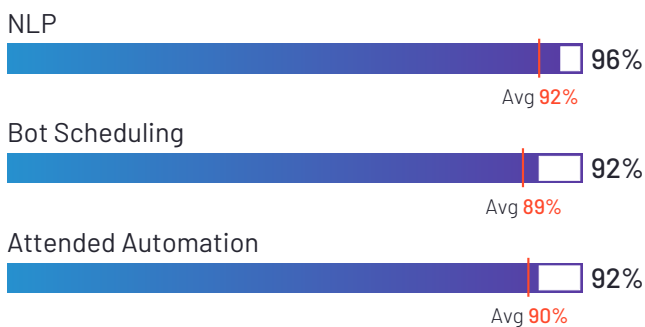 NLP
96%
Avg 92%
Bot Scheduling
92%
Avg 89%
Attended Automation
92%
Avg 90%